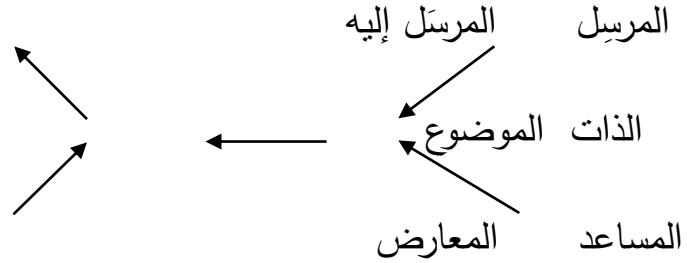 المرسِل المرسَل إليه
الذات الموضوع
المساعد المعارض